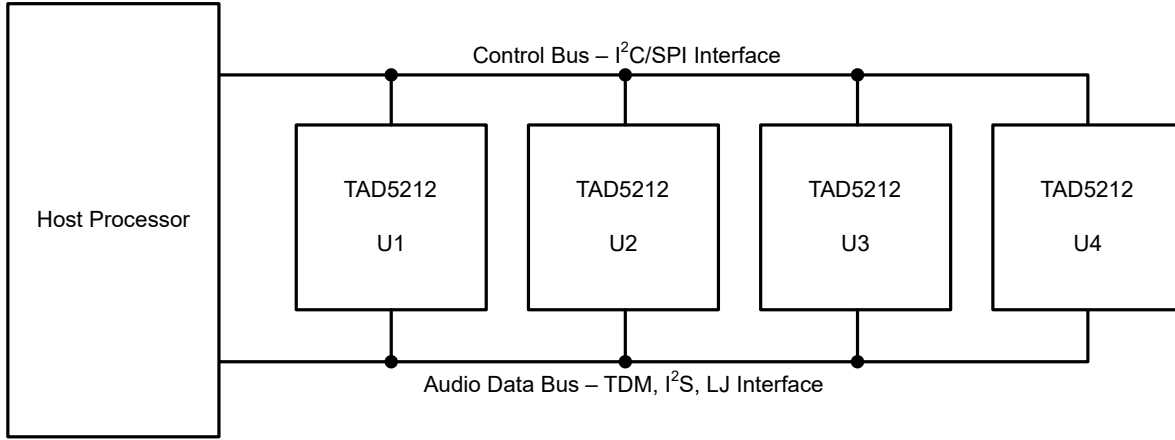 Control Bus – I²C/SPI Interface
Host Processor
TAD5212
U1
TAD5212
U2
TAD5212
U3
TAD5212
U4
Audio Data Bus – TDM, I²S, LJ Interface